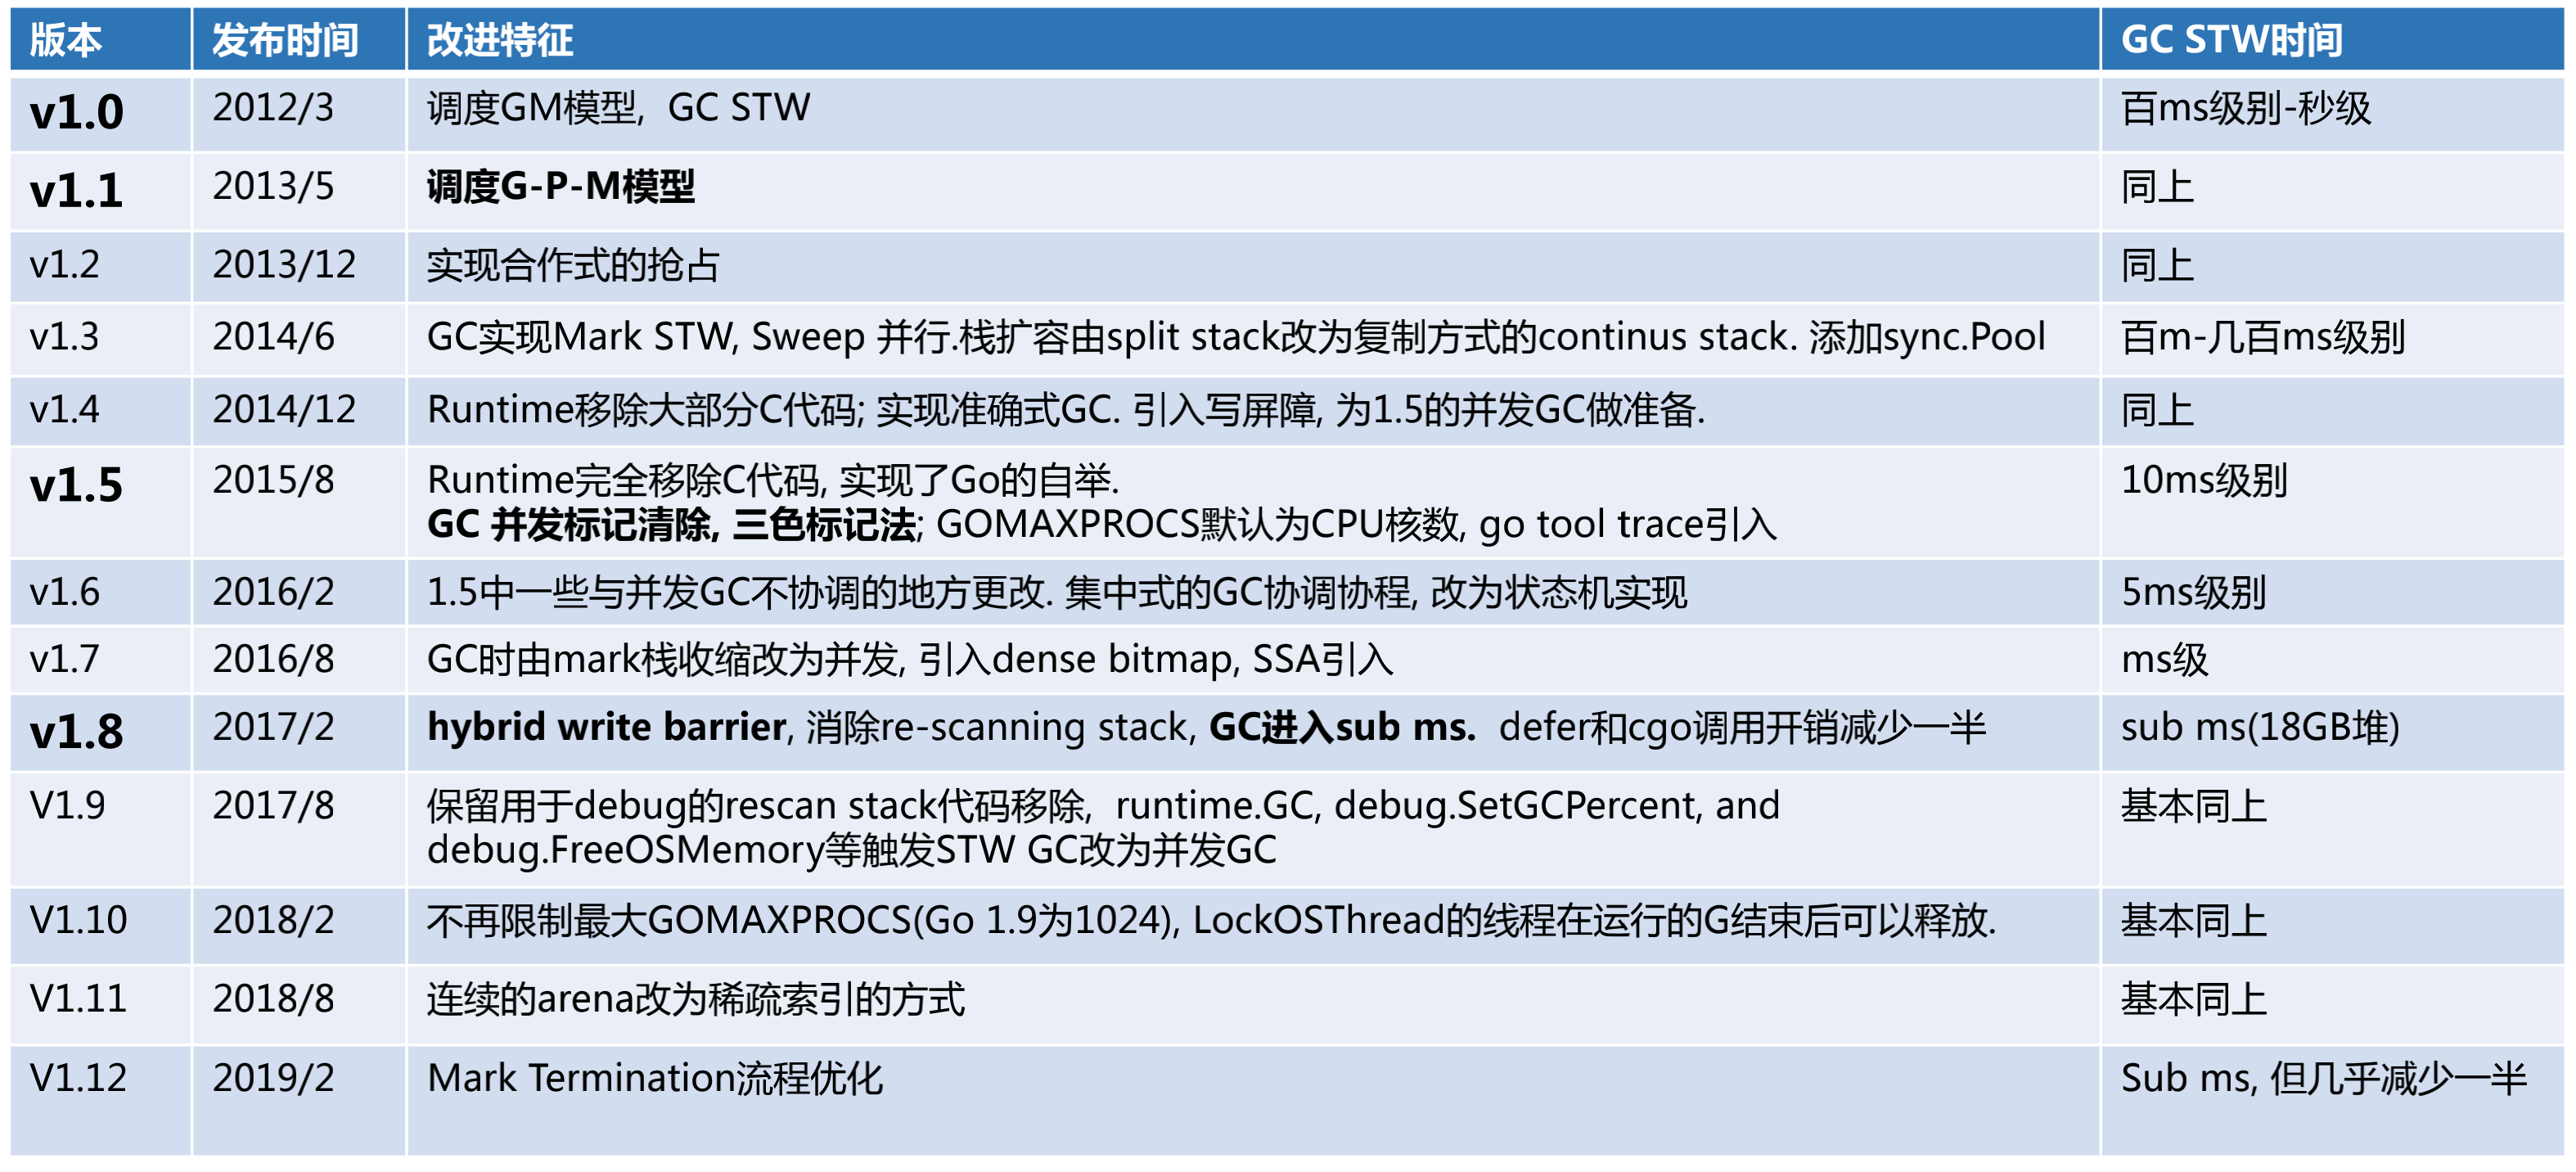 版本 发布时间 改进特征 GC STW时间
v1.0 2012/3 调度GM模型, GC STW 百ms级别-秒级
v1.1 2013/5 调度G-P-M模型 同上
v1.2 2013/12 实现合作式的抢占 同上
v1.3 2014/6 GC实现Mark STW, Sweep 并行.栈扩容由split stack改为复制方式的continus stack. 添加sync.Pool 百m-几百ms级别
v1.4 2014/12 Runtime移除大部分C代码; 实现准确式GC. 引入写屏障, 为1.5的并发GC做准备. 同上
v1.5 2015/8 Runtime完全移除C代码, 实现了Go的自举. 10ms级别
GC 并发标记清除, 三色标记法; GOMAXPROCS默认为CPU核数, go tool trace引入
v1.6 2016/2 1.5中一些与并发GC不协调的地方更改. 集中式的GC协调协程, 改为状态机实现 5ms级别
v1.7 2016/8 GC时由mark栈收缩改为并发, 引入dense bitmap, SSA引入 ms级
v1.8 2017/2 hybrid write barrier, 消除re-scanning stack, GC进入sub ms. defer和cgo调用开销减少一半 sub ms(18GB堆)
V1.9 2017/8 保留用于debug的rescan stack代码移除, runtime.GC, debug.SetGCPercent, and 基本同上
debug.FreeOSMemory等触发STW GC改为并发GC
V1.10 2018/2 不再限制最大GOMAXPROCS(Go 1.9为1024), LockOSThread的线程在运行的G结束后可以释放. 基本同上
V1.11 2018/8 连续的arena改为稀疏索引的方式 基本同上
V1.12 2019/2 Mark Termination流程优化 Sub ms, 但几乎减少一半